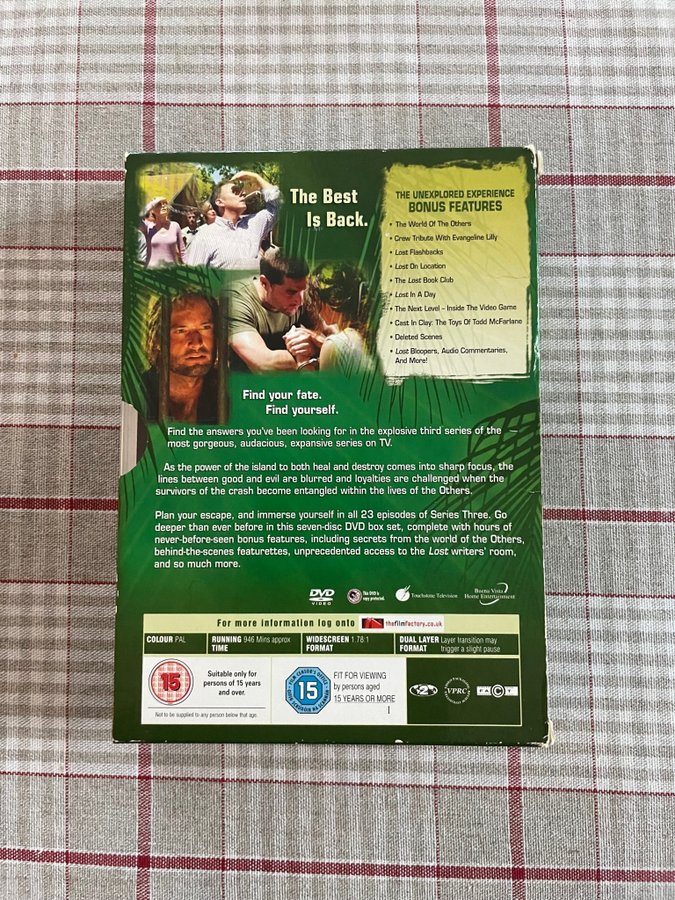 The Best
Is Back.
THE UNEXPLORED EXPERIENCE
BONUS FEATURES
• The World Of The Others
• Crew Tribute With Evangeline Lilly
• Lost Flashbacks
• Lost On Location
• The Lost Book Club
• Lost In A Day
• The Next Level – Inside The Video Game
• Cast In Clay: The Toys Of Todd McFarlane
• Deleted Scenes
• Lost Bloopers, Audio Commentaries,
And More!
Find your fate.
Find yourself.
Find the answers you've been looking for in the explosive third series of the
most gorgeous, audacious, expansive series on TV.
As the power of the island to both heal and destroy comes into sharp focus, the
lines between good and evil are blurred and loyalties are challenged when the
survivors of the crash become entangled within the lives of the Others.
Plan your escape, and immerse yourself in all 23 episodes of Series Three. Go
deeper than ever before in this seven-disc DVD box set, complete with hours of
never-before-seen bonus features, including secrets from the world of the Others,
behind-the-scenes featurettes, unprecedented access to the Lost writers' room,
and so much more.
DVD
VIDEO
This DVD is
copy protected.
Touchstone Television
Buena Vista
Home Entertainment
For more information log onto thefilmfactory.co.uk
COLOUR PAL
RUNNING TIME 946 Mins approx
WIDESCREEN FORMAT 1.78:1
DUAL LAYER FORMAT Layer transition may
trigger a slight pause
15
Suitable only for
persons of 15 years
and over.
Not to be supplied to any person below that age.
15
FIT FOR VIEWING
by persons aged
15 YEARS OR MORE
2
VPRC
FACT